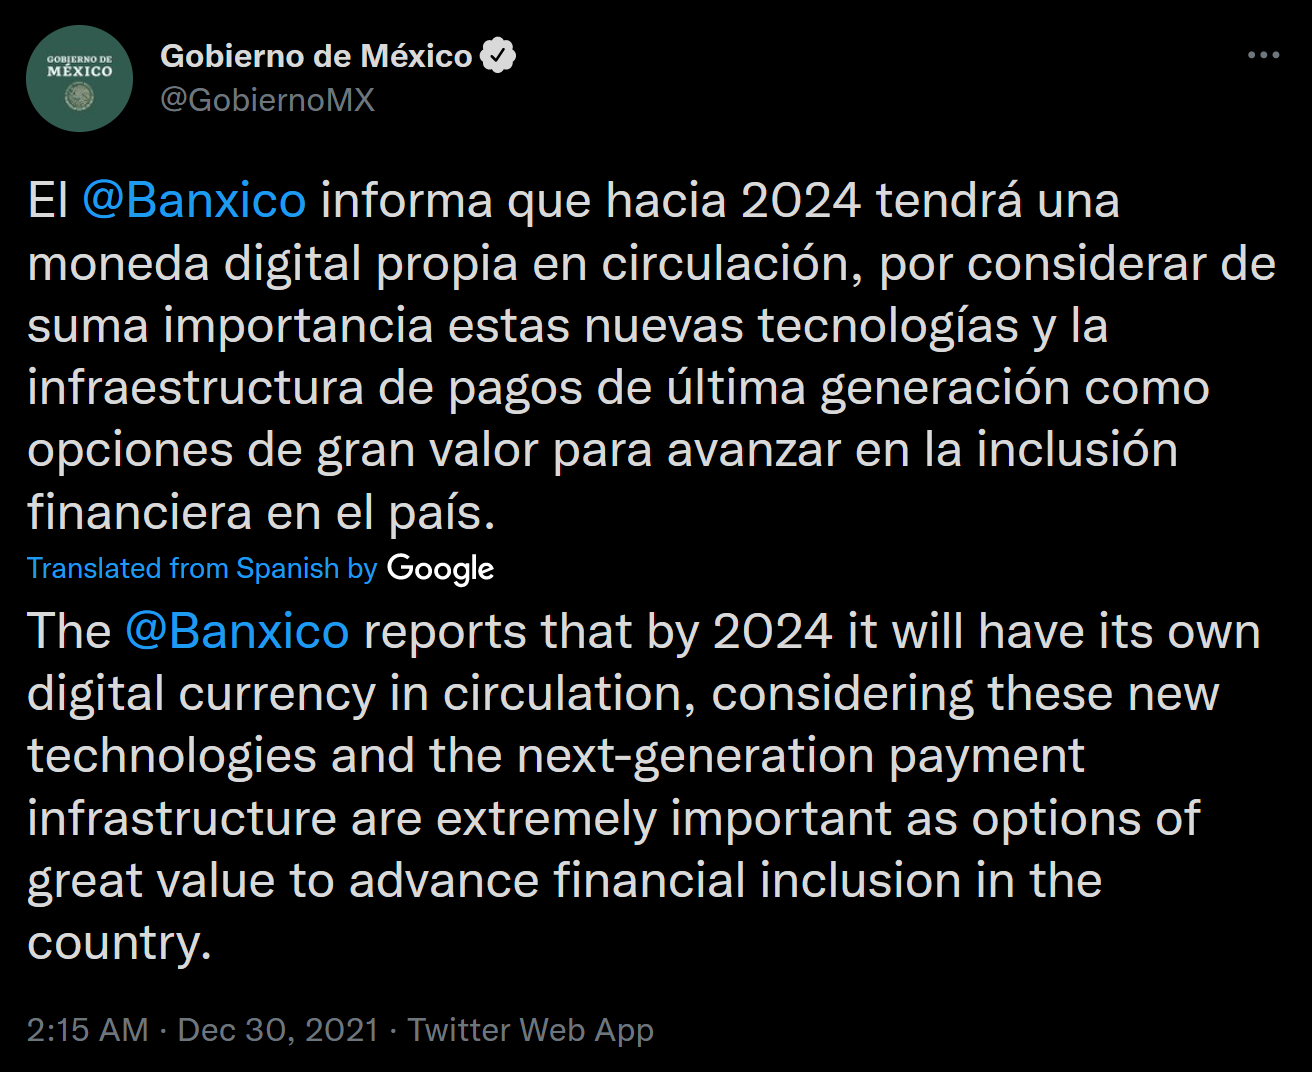 GOBIERNO DE
MÉXICO
Gobierno de México
@GobiernoMX
El @Banxico informa que hacia 2024 tendrá una
moneda digital propia en circulación, por considerar de
suma importancia estas nuevas tecnologías y la
infraestructura de pagos de última generación como
opciones de gran valor para avanzar en la inclusión
financiera en el país.
Translated from Spanish by Google
The @Banxico reports that by 2024 it will have its own
digital currency in circulation, considering these new
technologies and the next-generation payment
infrastructure are extremely important as options of
great value to advance financial inclusion in the
country.
2:15 AM · Dec 30, 2021 · Twitter Web App